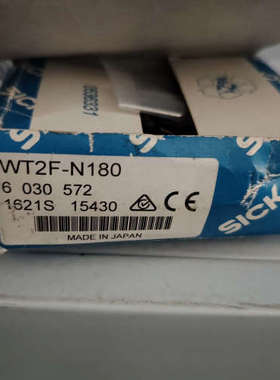 WT2F-N180
6 030 572
1621S 15430 CE
MADE IN JAPAN
SICK